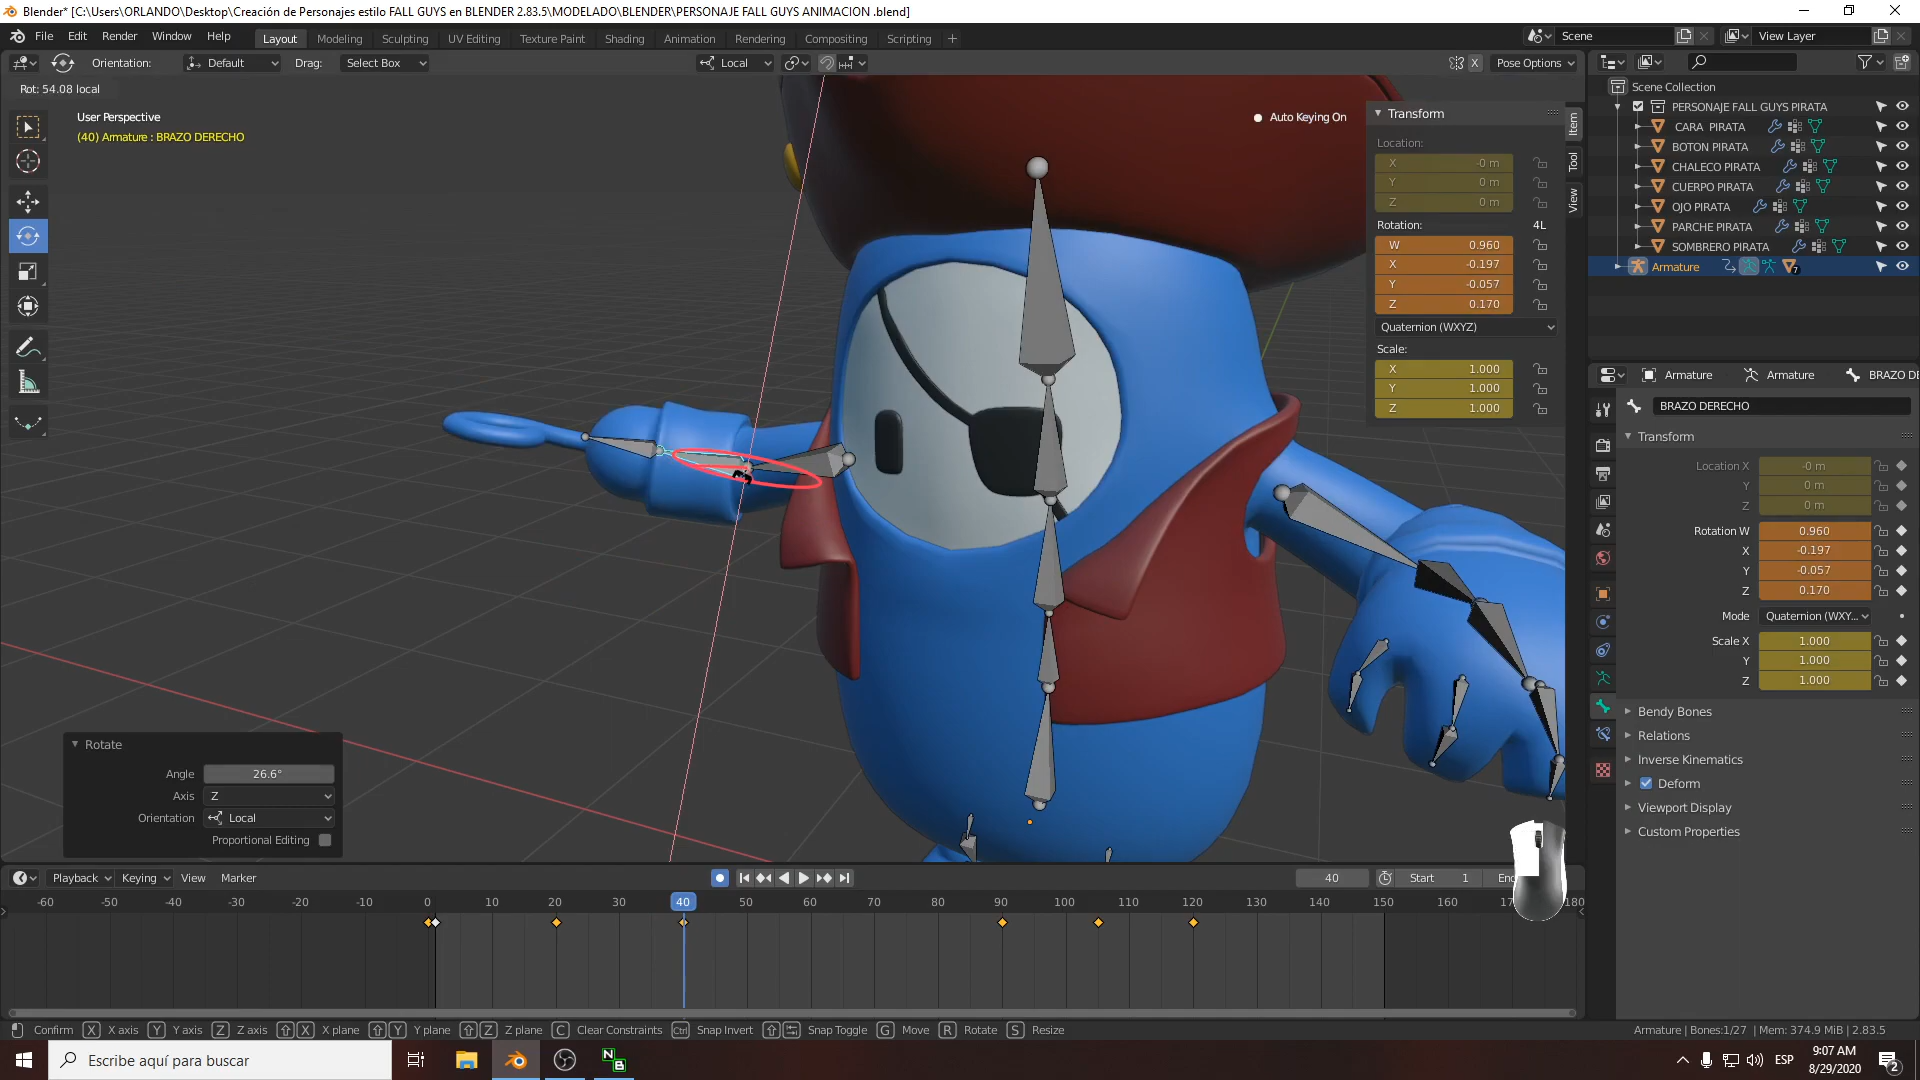 Blender* [C:\Users\ORLANDO\Desktop\Creación de Personajes estilo FALL GUYS en BLENDER 2.83.5\MODELADO\BLENDER\PERSONAJE FALL GUYS ANIMACION .blend]
File Edit Render Window Help Layout Modeling Sculpting UV Editing Texture Paint Shading Animation Rendering Compositing Scripting + Scene View Layer
Orientation: Default Drag: Select Box Local X Pose Options
Rot: 54.08 local
User Perspective
(40) Armature : BRAZO DERECHO
Auto Keying On
Transform
Location:
X -0 m
Y 0 m
Z 0 m
Rotation: 4L
W 0.960
X -0.197
Y -0.057
Z 0.170
Quaternion (WXYZ)
Scale:
X 1.000
Y 1.000
Z 1.000
Item
Tool
View
Scene Collection
PERSONAJE FALL GUYS PIRATA
CARA PIRATA
BOTON PIRATA
CHALECO PIRATA
CUERPO PIRATA
OJO PIRATA
PARCHE PIRATA
SOMBRERO PIRATA
Armature 7
Armature Armature BRAZO DE
BRAZO DERECHO
Transform
Location X -0 m
Y 0 m
Z 0 m
Rotation W 0.960
X -0.197
Y -0.057
Z 0.170
Mode Quaternion (WXY...
Scale X 1.000
Y 1.000
Z 1.000
Bendy Bones
Relations
Inverse Kinematics
Deform
Viewport Display
Custom Properties
Rotate
Angle 26.6°
Axis Z
Orientation Local
Proportional Editing
Playback Keying View Marker 40 Start 1 En
-60 -50 -40 -30 -20 -10 0 10 20 30 40 50 60 70 80 90 100 110 120 130 140 150 160 180
Confirm X X axis Y Y axis Z Z axis X X plane Y Y plane Z Z plane C Clear Constraints Ctrl Snap Invert Snap Toggle G Move R Rotate S Resize Armature | Bones:1/27 | Mem: 374.9 MiB | 2.83.5
Escribe aquí para buscar
N
B
ESP
9:07 AM
8/29/2020
2